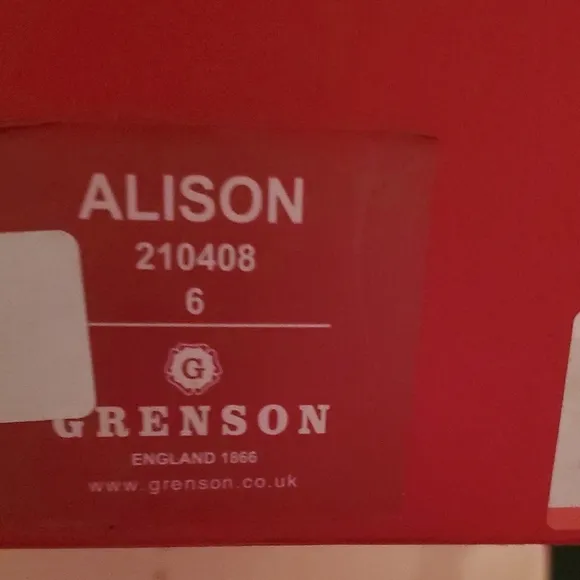 ALISON
210408
6
G
GRENSON
ENGLAND 1866
www.grenson.co.uk